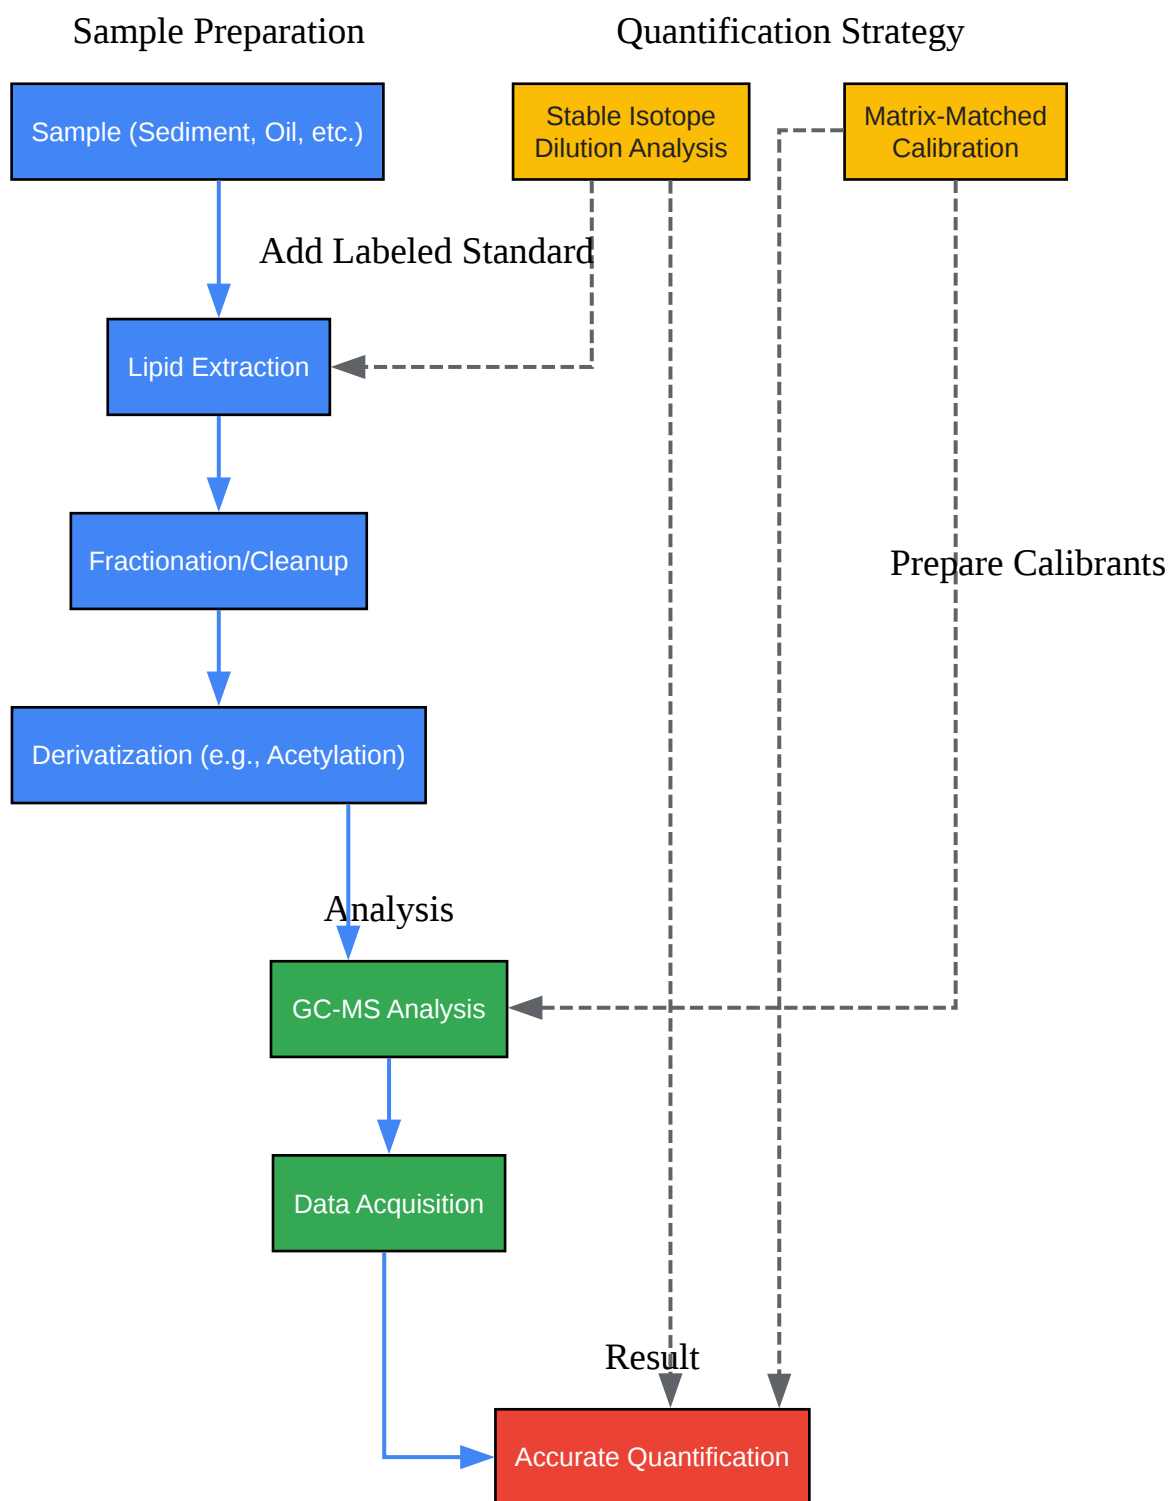 Sample Preparation
Quantification Strategy
Sample (Sediment, Oil, etc.)
Stable Isotope
Dilution Analysis
Matrix-Matched
Calibration
Add Labeled Standard
Lipid Extraction
Fractionation/Cleanup
Prepare Calibrants
Derivatization (e.g., Acetylation)
Analysis
GC-MS Analysis
Data Acquisition
Result
Accurate Quantification